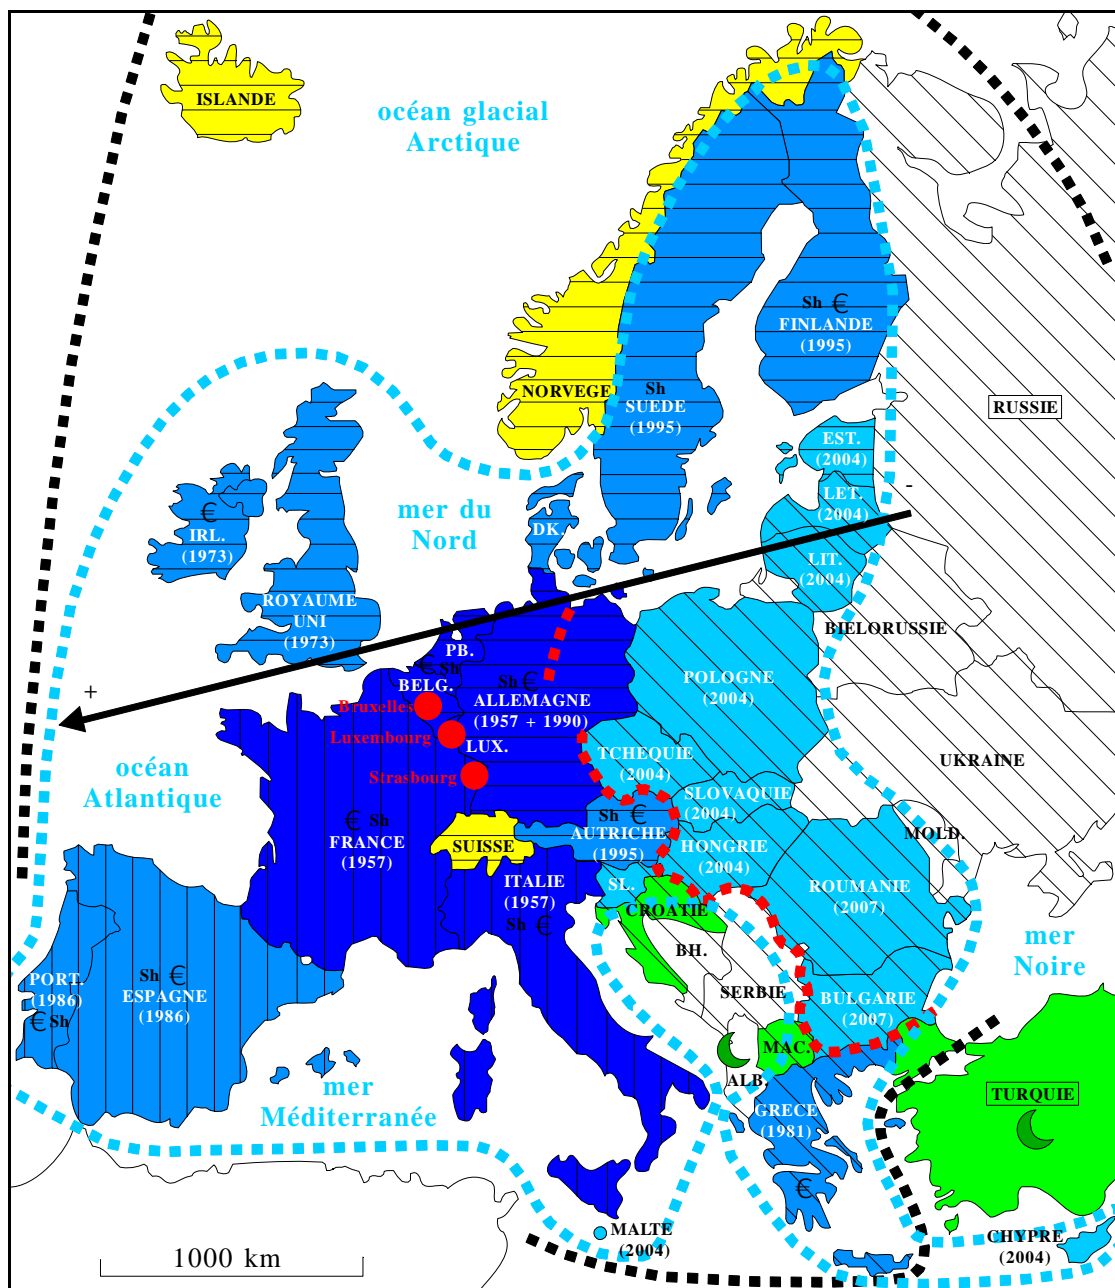 ISLANDE
océan glacial
Arctique
Sh €
FINLANDE
(1995)
NORVEGE
Sh
SUEDE
(1995)
RUSSIE
EST.
(2004)
LET.
(2004)
-
€
IRL.
(1973)
mer du
Nord
DK.
LIT.
(2004)
ROYAUME
UNI
(1973)
BIELORUSSIE
PB.
€ Sh
BELG.
Sh €
ALLEMAGNE
(1957 + 1990)
POLOGNE
(2004)
+
Bruxelles
Luxembourg
LUX.
Strasbourg
océan
Atlantique
TCHEQUIE
(2004)
UKRAINE
SLOVAQUIE
(2004)
€ Sh
FRANCE
(1957)
SUISSE
Sh €
AUTRICHE
(1995)
HONGRIE
(2004)
MOLD.
ITALIE
(1957)
Sh €
SL.
CROATIE
ROUMANIE
(2007)
BH.
mer
Noire
PORT.
(1986)
€ Sh
Sh €
ESPAGNE
(1986)
SERBIE
BULGARIE
(2007)
MAC.
ALB.
mer
Méditerranée
GRECE
(1981)
€
TURQUIE
MALTE
(2004)
CHYPRE
(2004)
1000 km